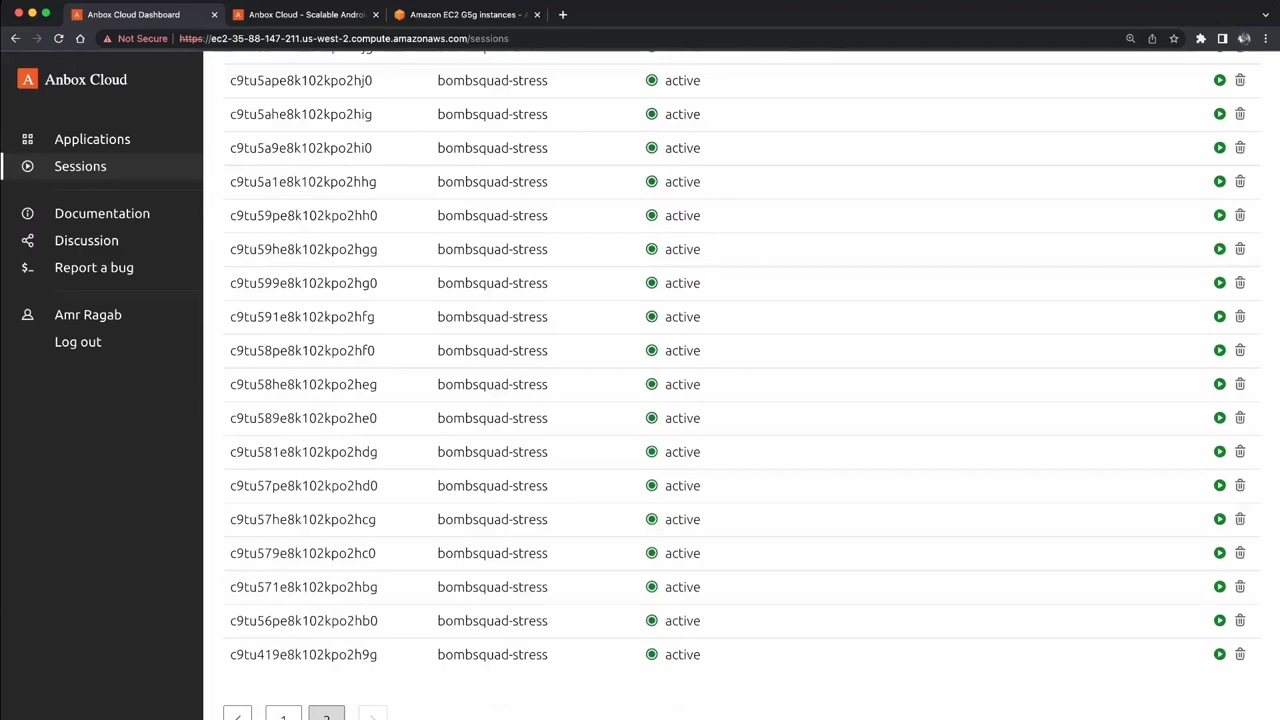 Anbox Cloud Dashboard
Anbox Cloud - Scalable Androi
Amazon EC2 G5g instances -
Not Secure https://ec2-35-88-147-211.us-west-2.compute.amazonaws.com/sessions
A Anbox Cloud
Applications
Sessions
Documentation
Discussion
Report a bug
Amr Ragab
Log out
c9tu5ape8k102kpo2hj0 bombsquad-stress active
c9tu5ahe8k102kpo2hig bombsquad-stress active
c9tu5a9e8k102kpo2hi0 bombsquad-stress active
c9tu5a1e8k102kpo2hhg bombsquad-stress active
c9tu59pe8k102kpo2hh0 bombsquad-stress active
c9tu59he8k102kpo2hgg bombsquad-stress active
c9tu599e8k102kpo2hg0 bombsquad-stress active
c9tu591e8k102kpo2hfg bombsquad-stress active
c9tu58pe8k102kpo2hf0 bombsquad-stress active
c9tu58he8k102kpo2heg bombsquad-stress active
c9tu589e8k102kpo2he0 bombsquad-stress active
c9tu581e8k102kpo2hdg bombsquad-stress active
c9tu57pe8k102kpo2hd0 bombsquad-stress active
c9tu57he8k102kpo2hcg bombsquad-stress active
c9tu579e8k102kpo2hc0 bombsquad-stress active
c9tu571e8k102kpo2hbg bombsquad-stress active
c9tu56pe8k102kpo2hb0 bombsquad-stress active
c9tu419e8k102kpo2h9g bombsquad-stress active
1 2